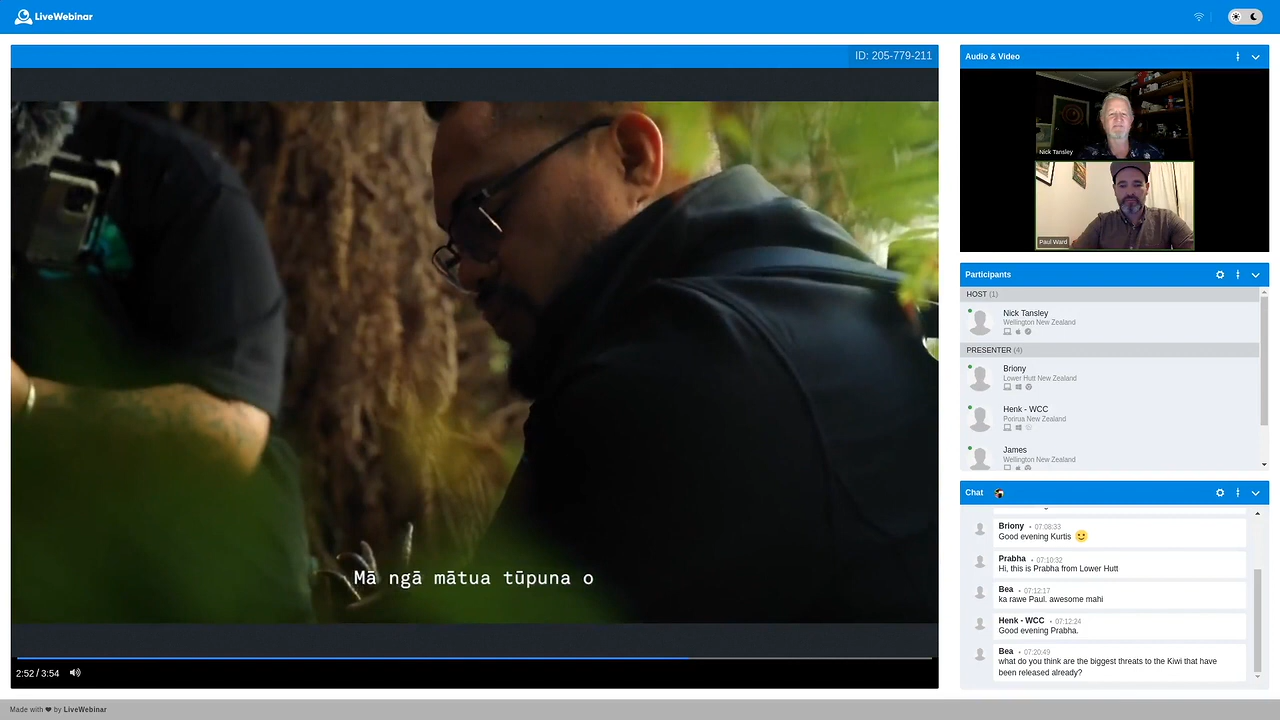 LiveWebinar
ID: 205-779-211
Mā ngā mātua tūpuna o
2:52 / 3:54
Audio & Video
Nick Tansley
Paul Ward
Participants
HOST (1)
Nick Tansley
Wellington New Zealand
PRESENTER (4)
Briony
Lower Hutt New Zealand
Henk - WCC
Porirua New Zealand
James
Wellington New Zealand
Chat
Briony • 07:08:33
Good evening Kurtis
Prabha • 07:10:32
Hi, this is Prabha from Lower Hutt
Bea • 07:12:17
ka rawe Paul. awesome mahi
Henk - WCC • 07:12:24
Good evening Prabha.
Bea • 07:20:49
what do you think are the biggest threats to the Kiwi that have
been released already?
Made with ❤ by LiveWebinar